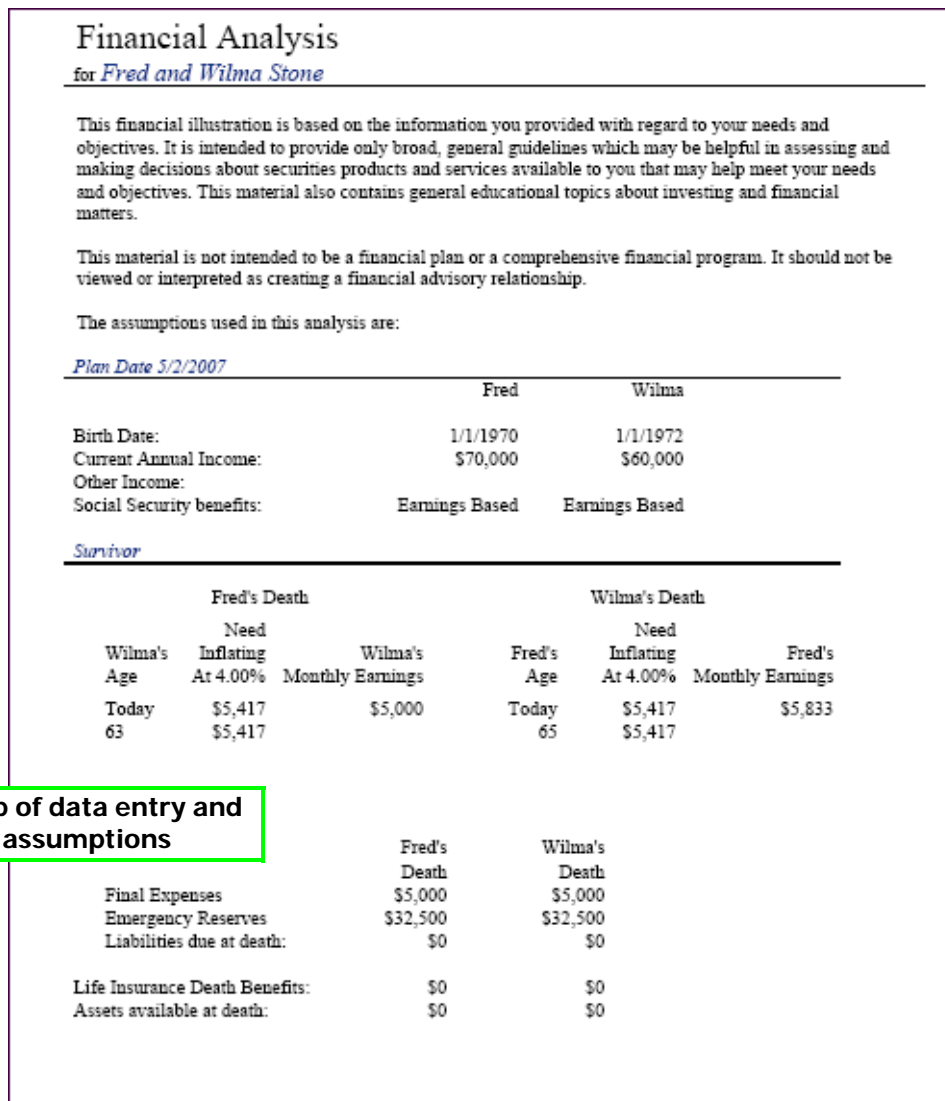 Financial Analysis
for Fred and Wilma Stone
This financial illustration is based on the information you provided with regard to your needs and
objectives. It is intended to provide only broad, general guidelines which may be helpful in assessing and
making decisions about securities products and services available to you that may help meet your needs
and objectives. This material also contains general educational topics about investing and financial
matters.
This material is not intended to be a financial plan or a comprehensive financial program. It should not be
viewed or interpreted as creating a financial advisory relationship.
The assumptions used in this analysis are:
Plan Date 5/2/2007
Fred Wilma
Birth Date: 1/1/1970 1/1/1972
Current Annual Income: $70,000 $60,000
Other Income:
Social Security benefits: Earnings Based Earnings Based
Survivor
Fred's Death Wilma's Death
Need Need
Wilma's Inflating Wilma's Fred's Inflating Fred's
Age At 4.00% Monthly Earnings Age At 4.00% Monthly Earnings
Today $5,417 $5,000 Today $5,417 $5,833
63 $5,417 65 $5,417
of data entry and
assumptions
Fred's Wilma's
Death Death
Final Expenses $5,000 $5,000
Emergency Reserves $32,500 $32,500
Liabilities due at death: $0 $0
Life Insurance Death Benefits: $0 $0
Assets available at death: $0 $0